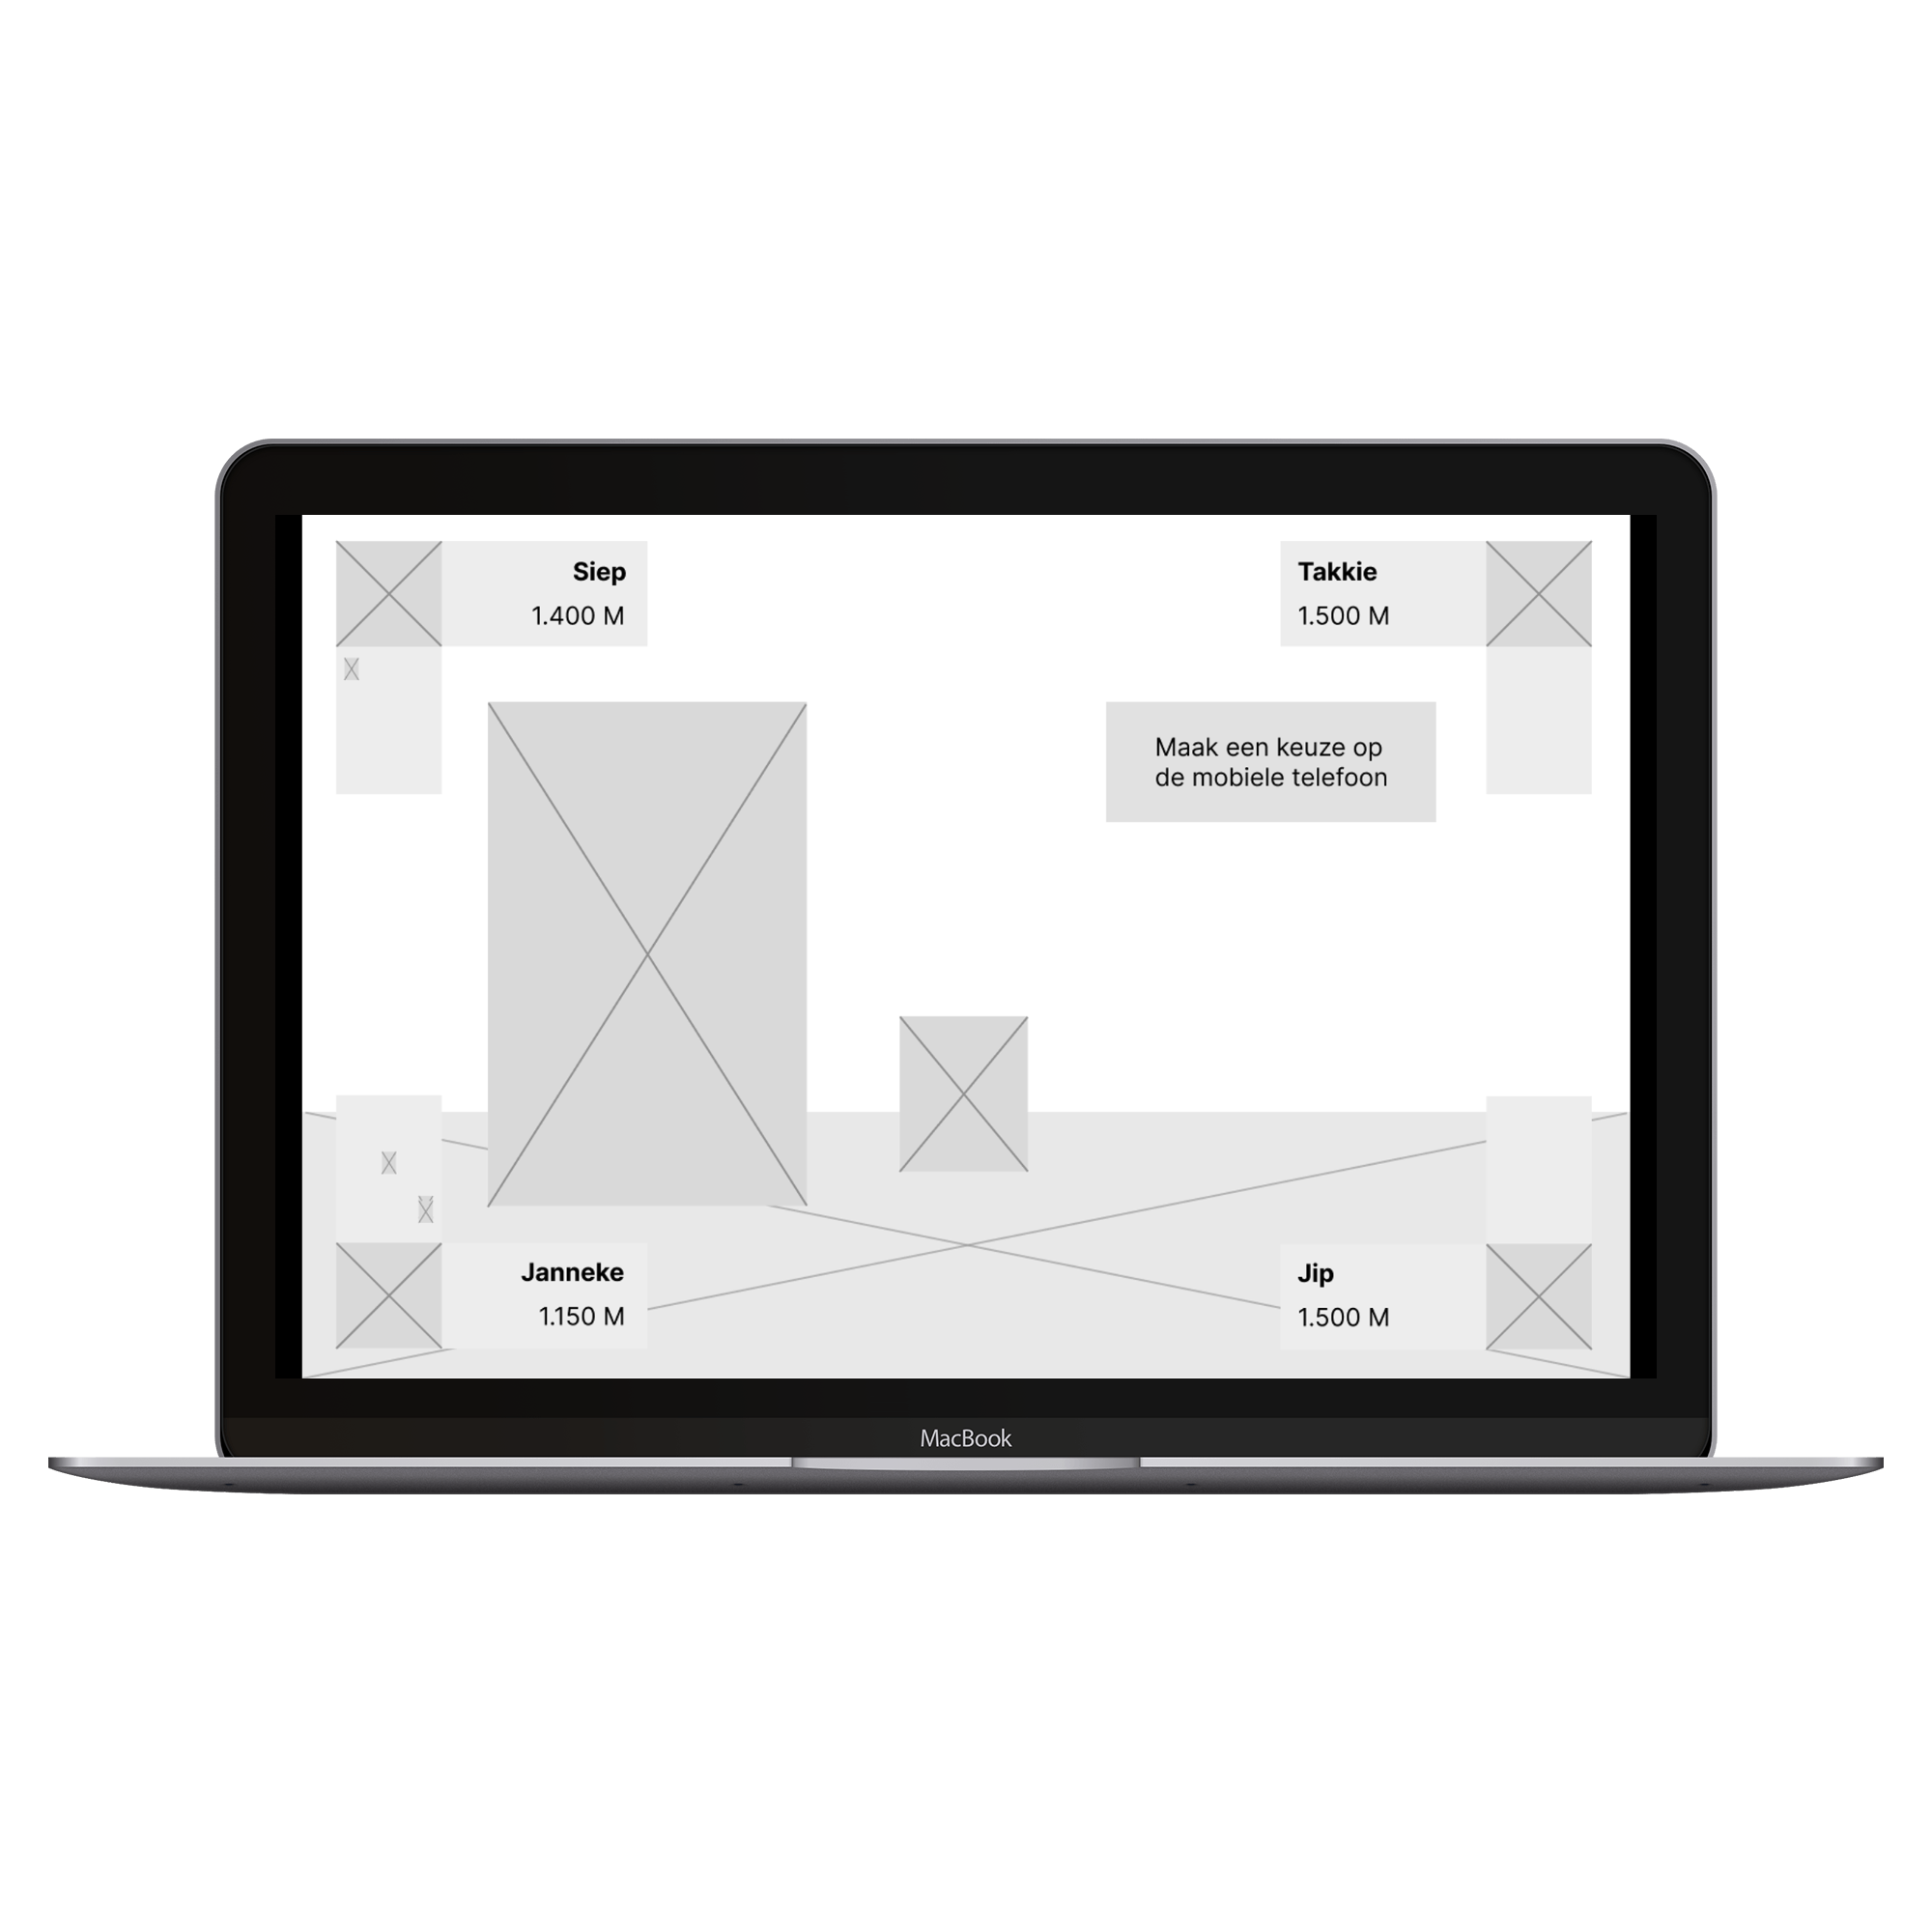 Siep
1.400 M
Takkie
1.500 M
Maak een keuze op
de mobiele telefoon
Janneke
1.150 M
Jip
1.500 M
MacBook